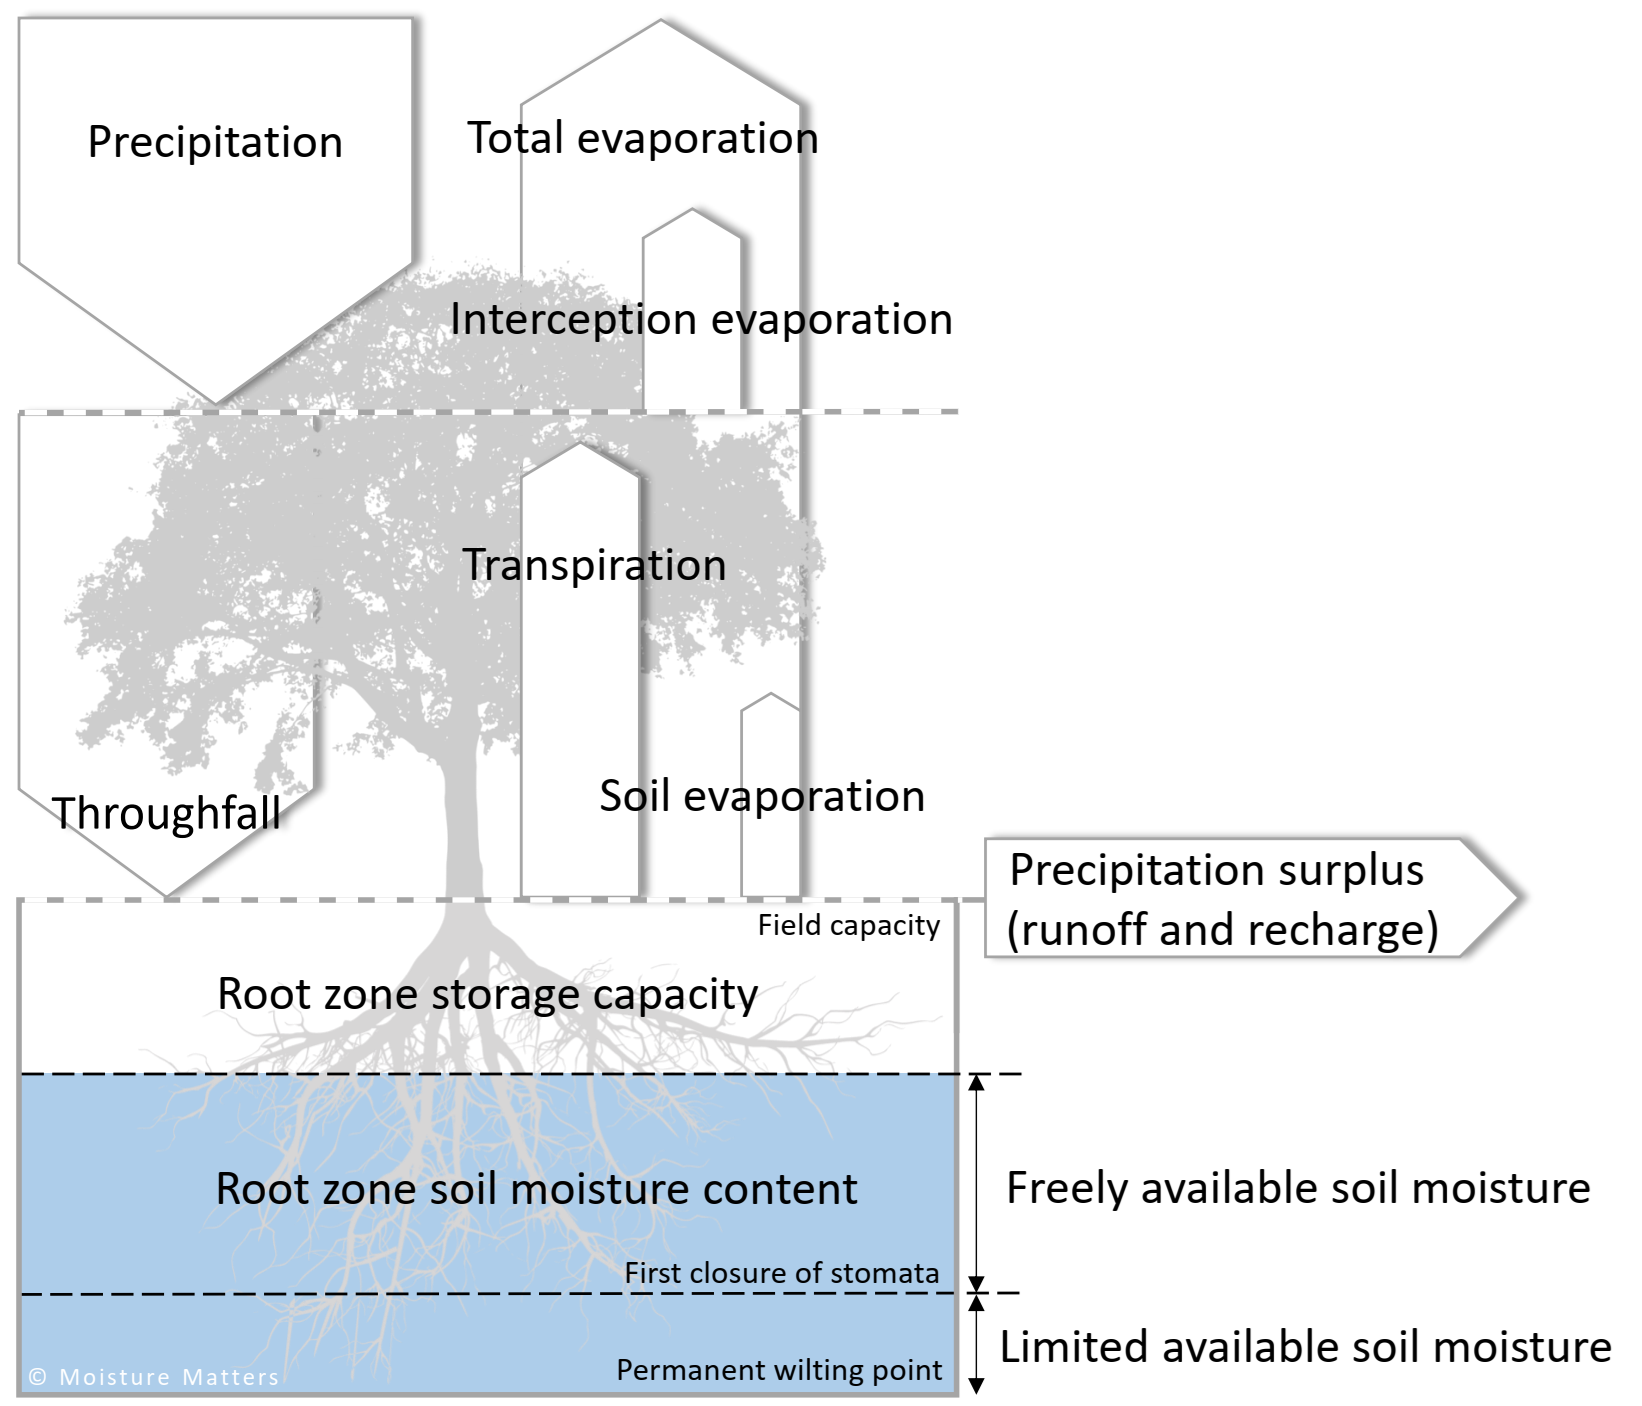 Precipitation
Total evaporation
Interception evaporation
Transpiration
Soil evaporation
Throughfall
Precipitation surplus
(runoff and recharge)
Field capacity
Root zone storage capacity
Root zone soil moisture content
Freely available soil moisture
First closure of stomata
Limited available soil moisture
Permanent wilting point
© Moisture Matters